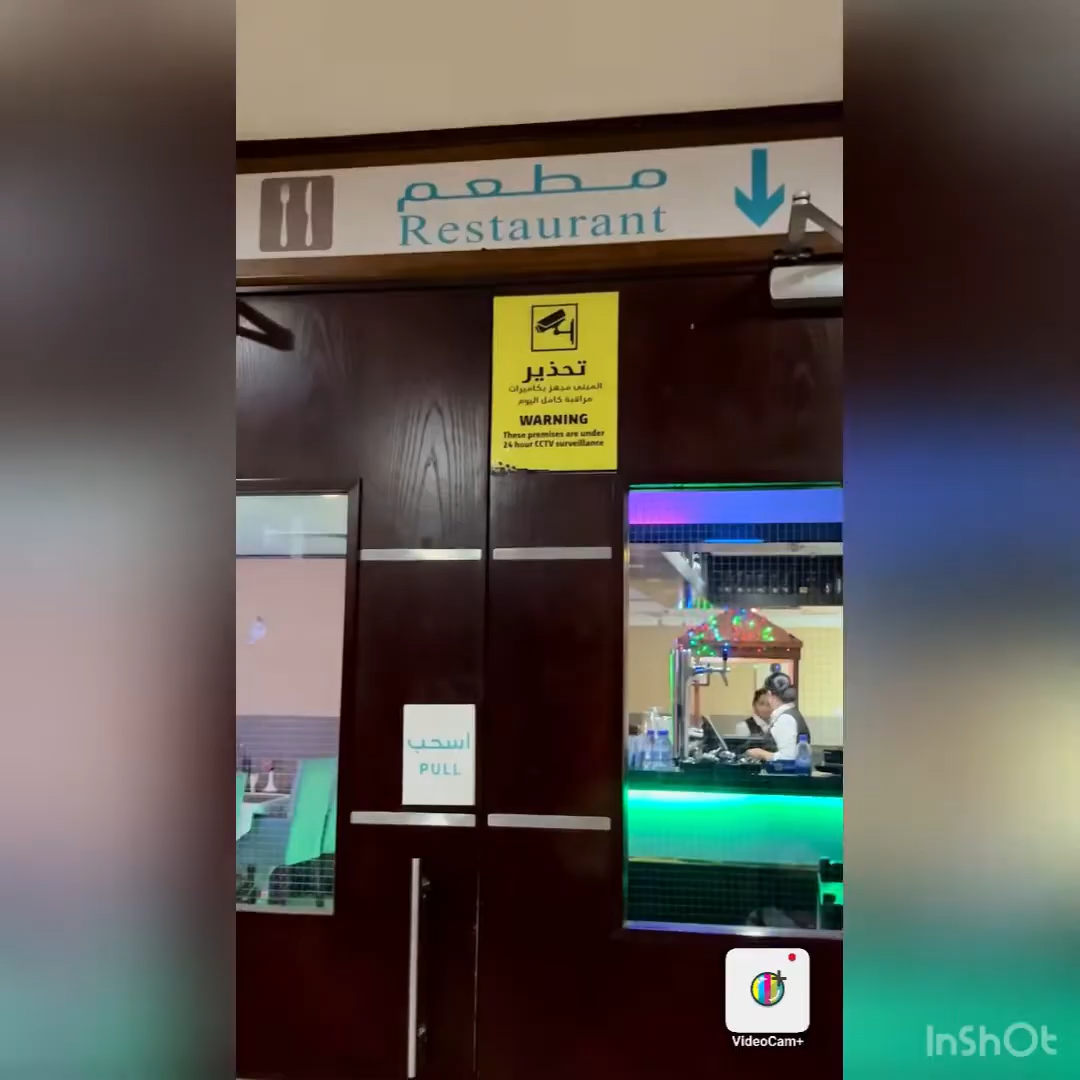 مطعم
Restaurant
تحذير
المبنى مجهز بكاميرات
مراقبة كامل اليوم
WARNING
These premises are under
24 hour CCTV surveillance
اسحب
PULL
VideoCam+
InShOt